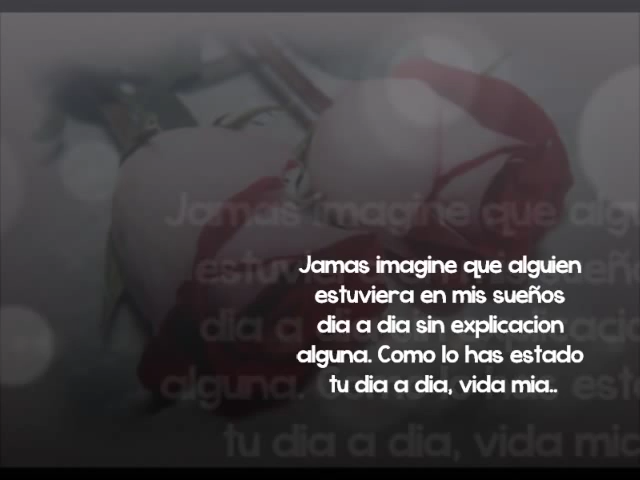 Jamas imagine que alguien
estuviera en mis sueños
dia a dia sin explicacion
alguna. Como lo has estado
tu dia a dia, vida mia..